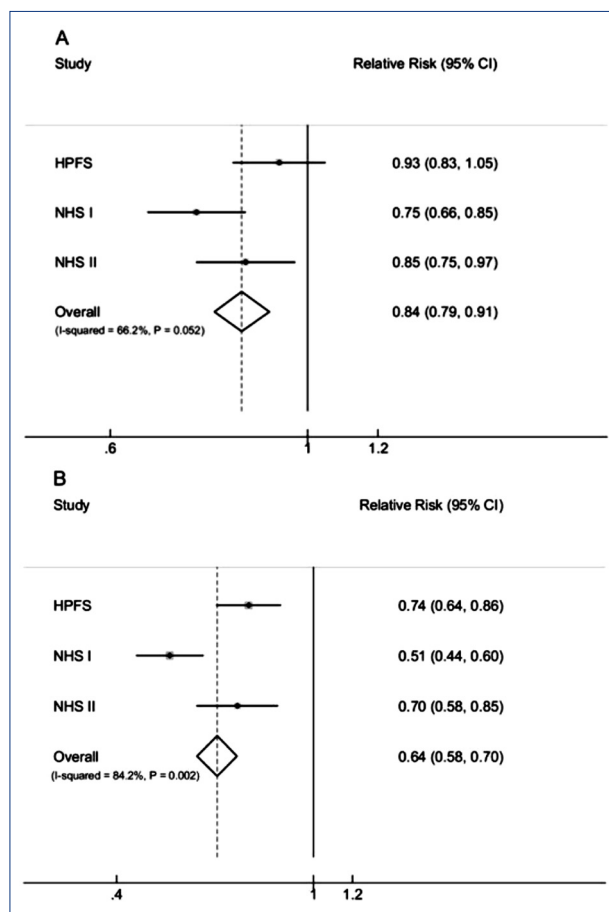 A
Study Relative Risk (95% CI)
HPFS 0.93 (0.83, 1.05)
NHS I 0.75 (0.66, 0.85)
NHS II 0.85 (0.75, 0.97)
Overall 0.84 (0.79, 0.91)
(I-squared = 66.2%, P = 0.052)
.6 1 1.2
B
Study Relative Risk (95% CI)
HPFS 0.74 (0.64, 0.86)
NHS I 0.51 (0.44, 0.60)
NHS II 0.70 (0.58, 0.85)
Overall 0.64 (0.58, 0.70)
(I-squared = 84.2%, P = 0.002)
.4 1 1.2